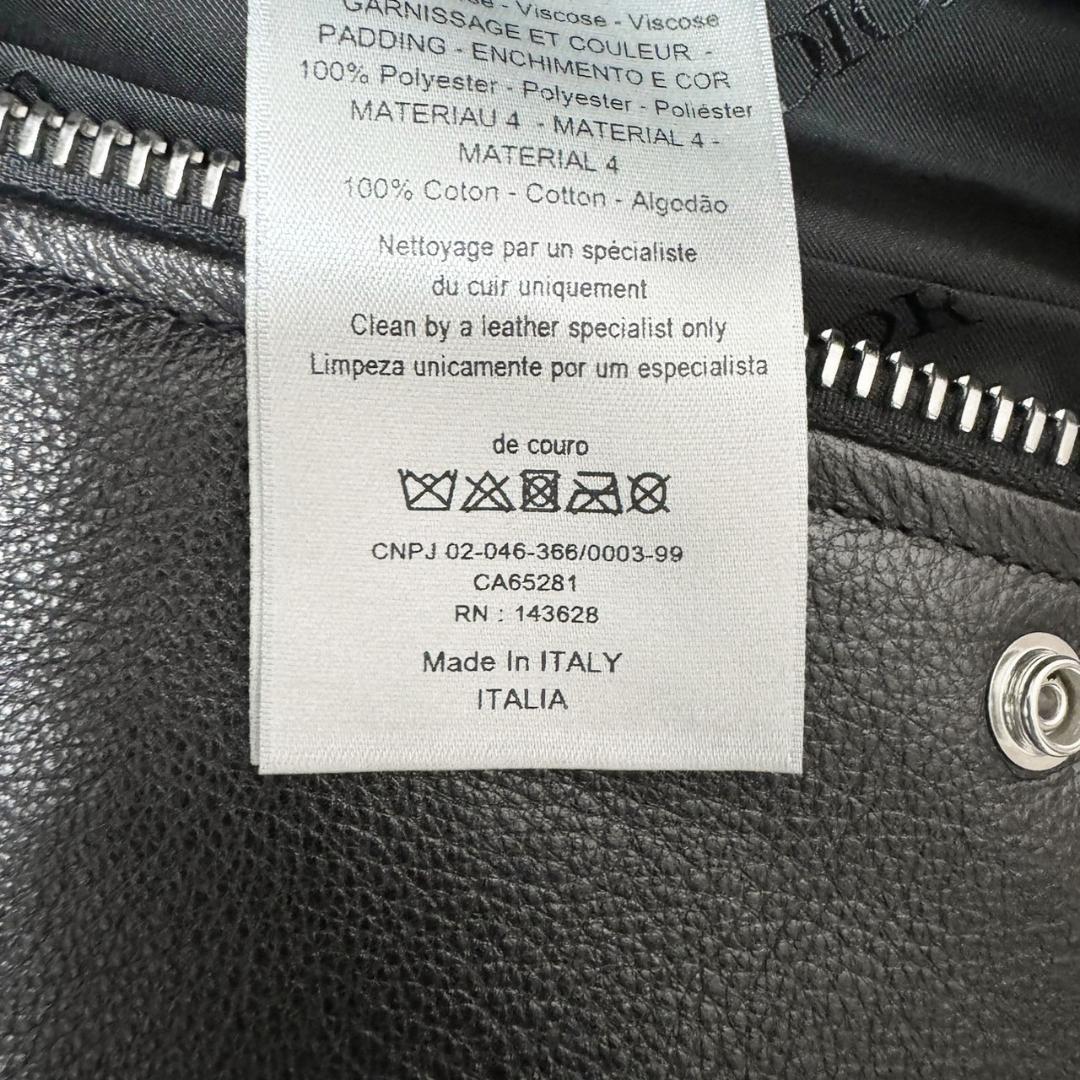 - Viscose - Viscose
GARNISSAGE ET COULEUR -
PADDING - ENCHIMENTO E COR
100% Polyester - Polyester - Poliéster
MATERIAU 4 - MATERIAL 4 -
MATERIAL 4
100% Coton - Cotton - Algodão
Nettoyage par un spécialiste
du cuir uniquement
Clean by a leather specialist only
Limpeza unicamente por um especialista
de couro
CNPJ 02-046-366/0003-99
CA65281
RN : 143628
Made In ITALY
ITALIA